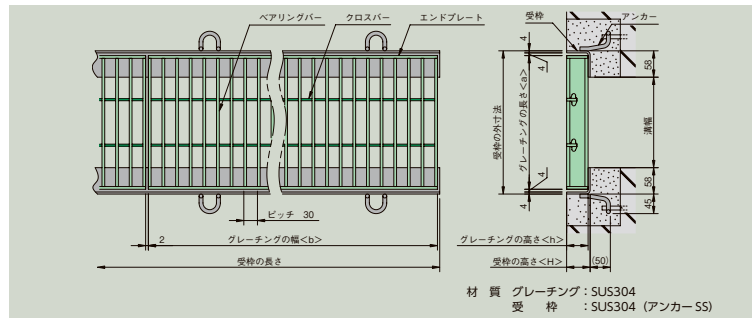 ベアリングバー
クロスバー
エンドプレート
受枠
アンカー
4
4
58
受枠の外寸法
グレーチングの長さ<a>
溝幅
4
4
58
45
ピッチ 30
2
グレーチングの幅<b>
グレーチングの高さ<h>
受枠の長さ
受枠の高さ<H>
(50)
材 質 グレーチング:SUS304
受 枠 :SUS304(アンカーSS)